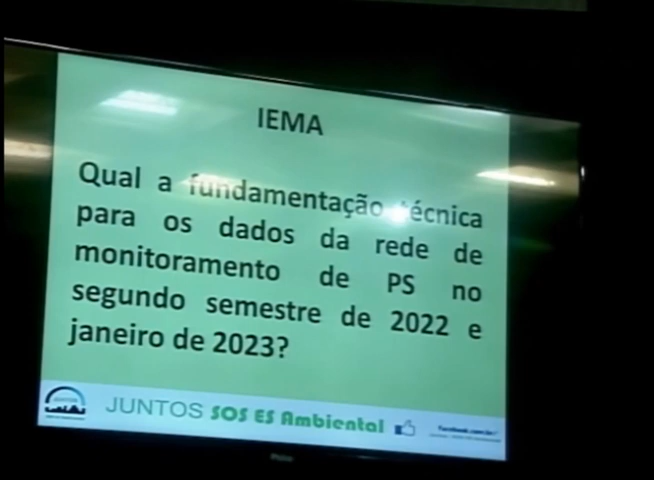 IEMA
Qual a fundamentação técnica
para os dados da rede de
monitoramento de PS no
segundo semestre de 2022 e
janeiro de 2023?
JUNTOS SOS ES Ambiental